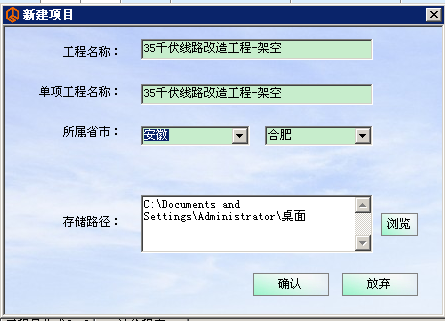 新建项目
工程名称： 35千伏线路改造工程-架空
单项工程名称： 35千伏线路改造工程-架空
所属省市： 安徽 合肥
存储路径： C:\Documents and
Settings\Administrator\桌面
浏览
确认 放弃